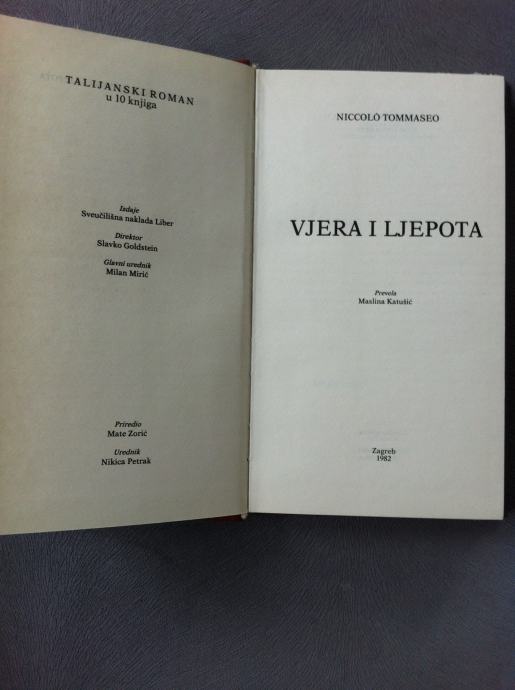 TALIJANSKI ROMAN
u 10 knjiga
Izdaje
Sveučilišna naklada Liber
Direktor
Slavko Goldstein
Glavni urednik
Milan Mirić
Priredio
Mate Zorić
Urednik
Nikica Petrak
NICCOLÒ TOMMASEO
VJERA I LJEPOTA
Prevela
Maslina Katušić
Zagreb
1982